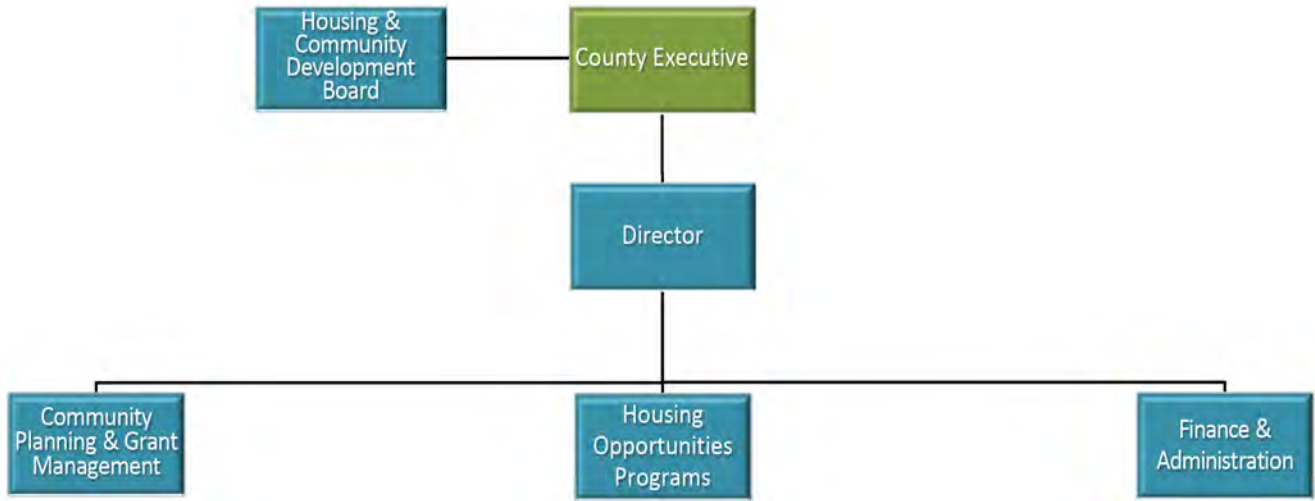 Housing &
Community
Development
Board
County Executive
Director
Community
Planning & Grant
Management
Housing
Opportunities
Programs
Finance &
Administration